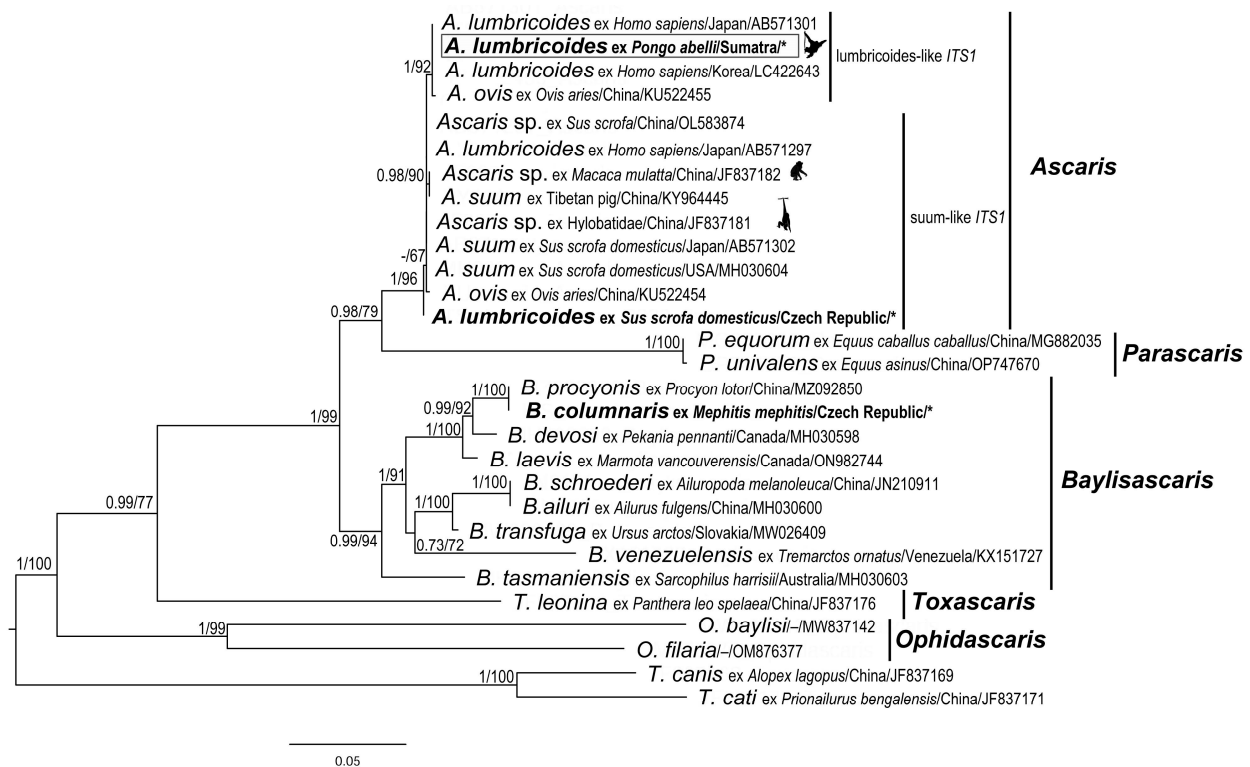 A. lumbricoides ex Homo sapiens/Japan/AB571301
A. lumbricoides ex Pongo abelli/Sumatra/*
1/92
A. lumbricoides ex Homo sapiens/Korea/LC422643
lumbricoides-like ITS1
A. ovis ex Ovis aries/China/KU522455
Ascaris sp. ex Sus scrofa/China/OL583874
A. lumbricoides ex Homo sapiens/Japan/AB571297
Ascaris
0.98/90
Ascaris sp. ex Macaca mulatta/China/JF837182
A. suum ex Tibetan pig/China/KY964445
Ascaris sp. ex Hylobatidae/China/JF837181
suum-like ITS1
A. suum ex Sus scrofa domesticus/Japan/AB571302
-/67
A. suum ex Sus scrofa domesticus/USA/MH030604
1/96
A. ovis ex Ovis aries/China/KU522454
0.98/79
A. lumbricoides ex Sus scrofa domesticus/Czech Republic/*
1/100
P. equorum ex Equus caballus caballus/China/MG882035
Parascaris
P. univalens ex Equus asinus/China/OP747670
1/100
B. procyonis ex Procyon lotor/China/MZ092850
0.99/92
B. columnaris ex Mephitis mephitis/Czech Republic/*
1/99
1/100
B. devosi ex Pekania pennanti/Canada/MH030598
B. laevis ex Marmota vancouverensis/Canada/ON982744
1/91
1/100
B. schroederi ex Ailuropoda melanoleuca/China/JN210911
Baylisascaris
1/100
B.ailuri ex Ailurus fulgens/China/MH030600
0.99/77
B. transfuga ex Ursus arctos/Slovakia/MW026409
0.99/94
0.73/72
B. venezuelensis ex Tremarctos ornatus/Venezuela/KX151727
1/100
B. tasmaniensis ex Sarcophilus harrisii/Australia/MH030603
T. leonina ex Panthera leo spelaea/China/JF837176
Toxascaris
1/99
O. baylisi/–/MW837142
Ophidascaris
O. filaria/–/OM876377
1/100
T. canis ex Alopex lagopus/China/JF837169
T. cati ex Prionailurus bengalensis/China/JF837171
0.05